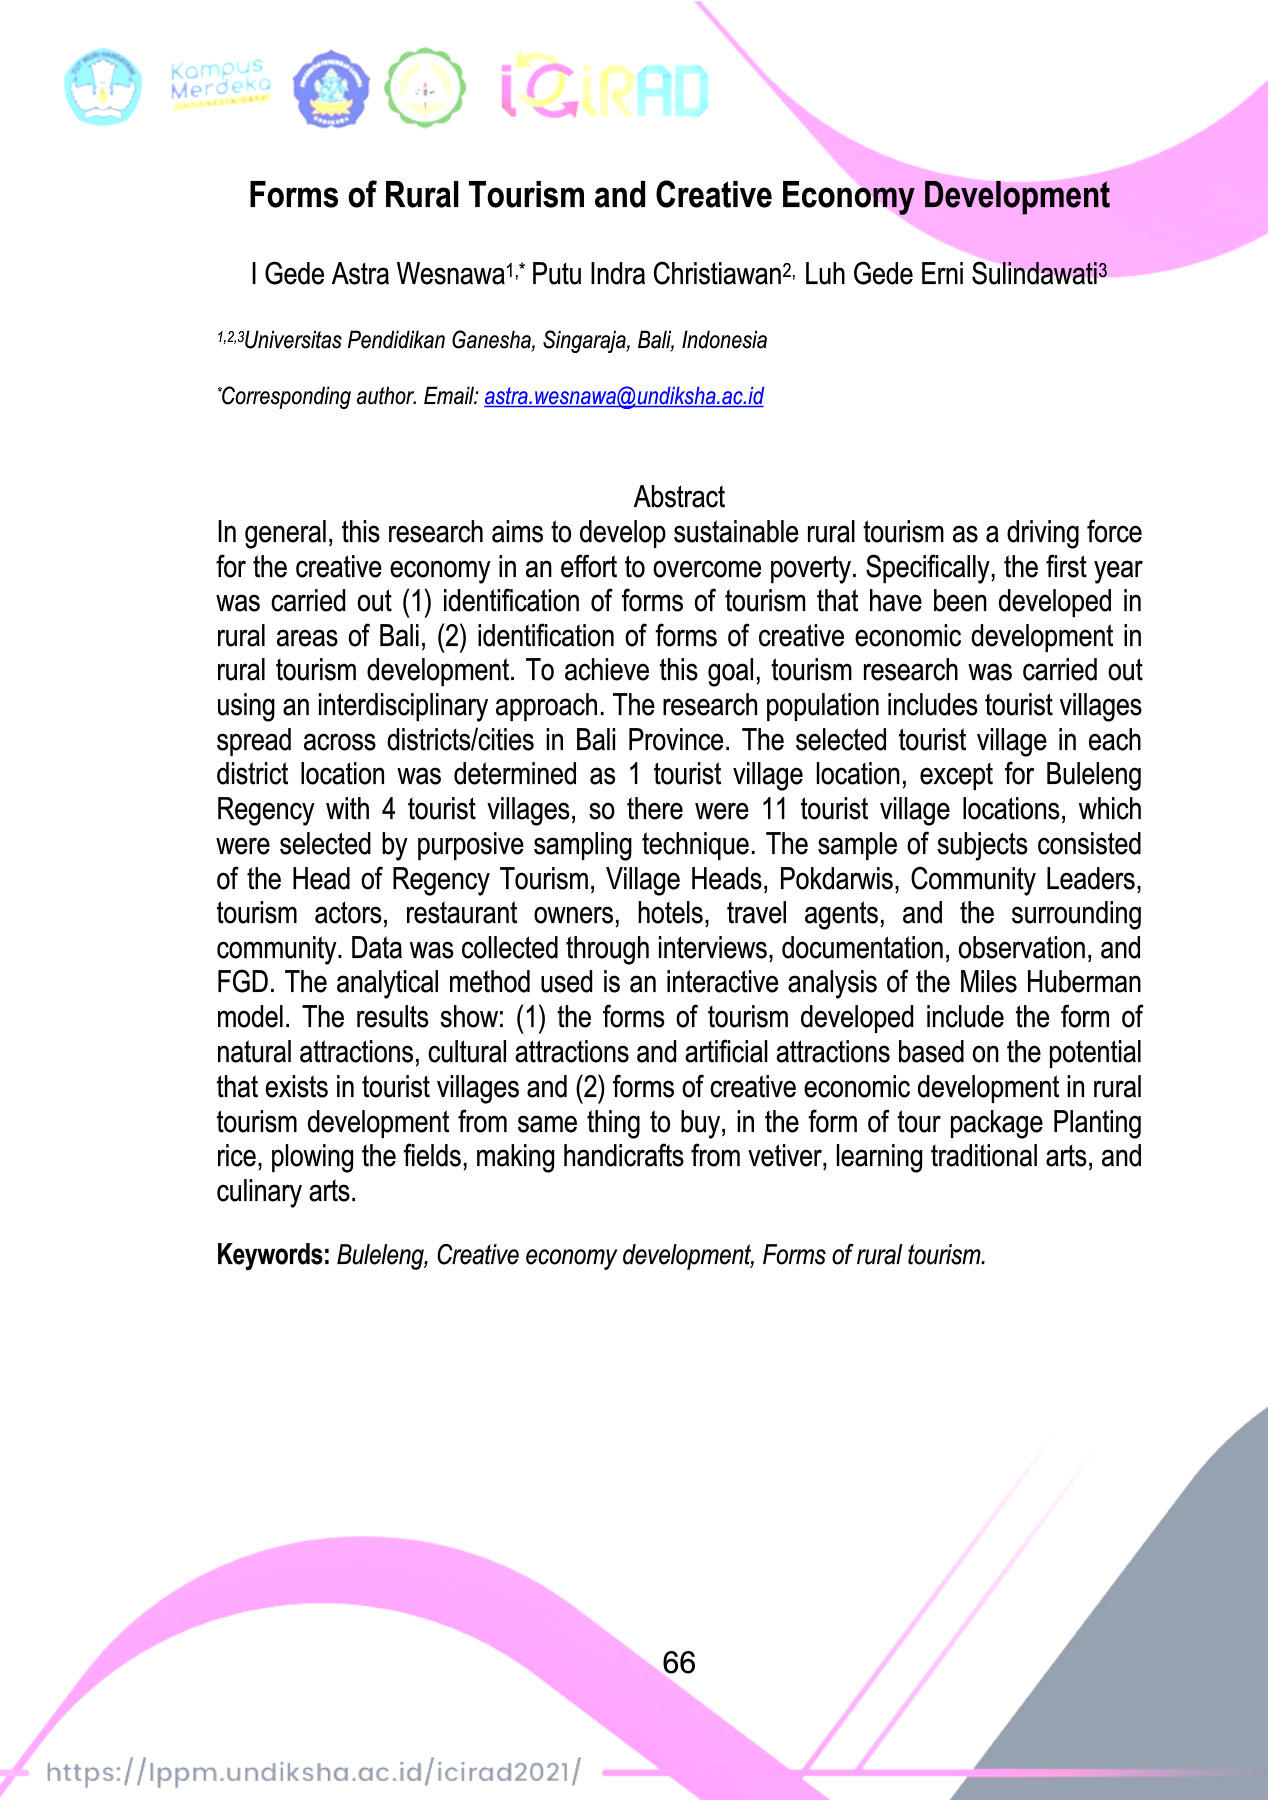 Kampus
Merdeka
INDONESIA JAYA
iCiRAD
Forms of Rural Tourism and Creative Economy Development
I Gede Astra Wesnawa1,* Putu Indra Christiawan2, Luh Gede Erni Sulindawati3
1,2,3Universitas Pendidikan Ganesha, Singaraja, Bali, Indonesia
*Corresponding author. Email: astra.wesnawa@undiksha.ac.id
Abstract
In general, this research aims to develop sustainable rural tourism as a driving force
for the creative economy in an effort to overcome poverty. Specifically, the first year
was carried out (1) identification of forms of tourism that have been developed in
rural areas of Bali, (2) identification of forms of creative economic development in
rural tourism development. To achieve this goal, tourism research was carried out
using an interdisciplinary approach. The research population includes tourist villages
spread across districts/cities in Bali Province. The selected tourist village in each
district location was determined as 1 tourist village location, except for Buleleng
Regency with 4 tourist villages, so there were 11 tourist village locations, which
were selected by purposive sampling technique. The sample of subjects consisted
of the Head of Regency Tourism, Village Heads, Pokdarwis, Community Leaders,
tourism actors, restaurant owners, hotels, travel agents, and the surrounding
community. Data was collected through interviews, documentation, observation, and
FGD. The analytical method used is an interactive analysis of the Miles Huberman
model. The results show: (1) the forms of tourism developed include the form of
natural attractions, cultural attractions and artificial attractions based on the potential
that exists in tourist villages and (2) forms of creative economic development in rural
tourism development from same thing to buy, in the form of tour package Planting
rice, plowing the fields, making handicrafts from vetiver, learning traditional arts, and
culinary arts.
Keywords: Buleleng, Creative economy development, Forms of rural tourism.
66
https://lppm.undiksha.ac.id/icirad2021/